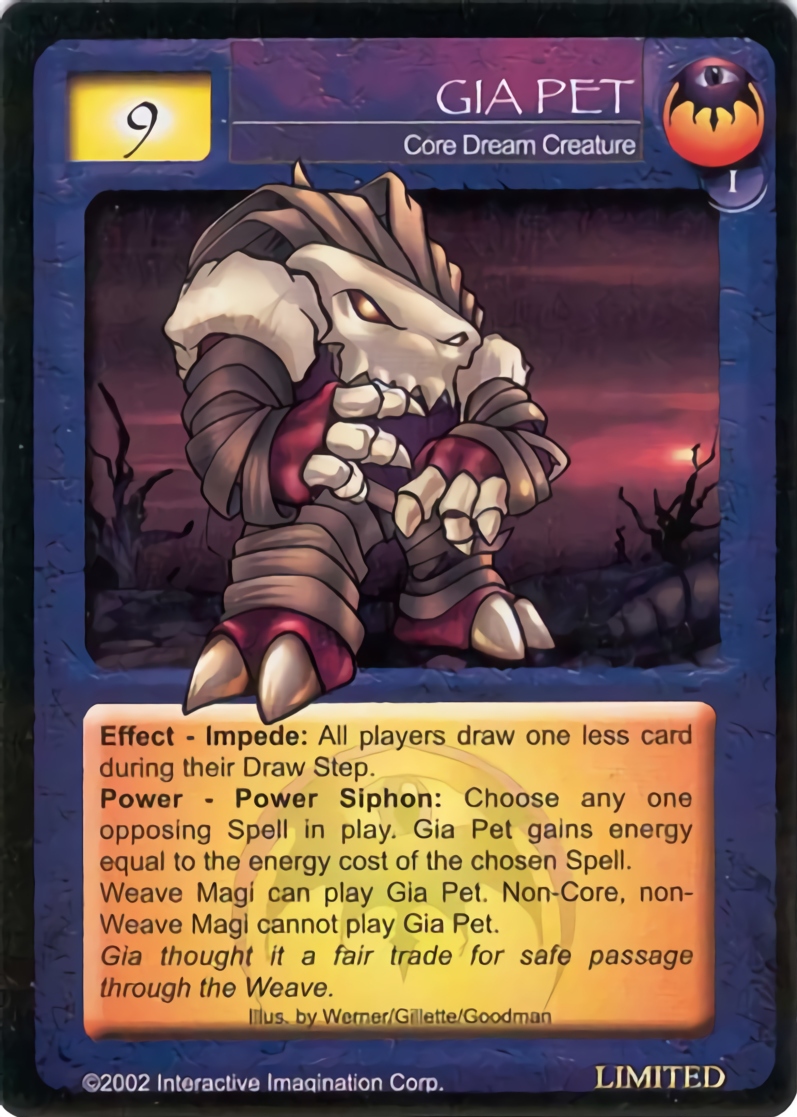 9
GIA PET
Core Dream Creature
I
Effect - Impede: All players draw one less card
during their Draw Step.
Power - Power Siphon: Choose any one
opposing Spell in play. Gia Pet gains energy
equal to the energy cost of the chosen Spell.
Weave Magi can play Gia Pet. Non-Core, non-
Weave Magi cannot play Gia Pet.
Gia thought it a fair trade for safe passage
through the Weave.
Illus. by Werner/Gillette/Goodman
©2002 Interactive Imagination Corp.
LIMITED